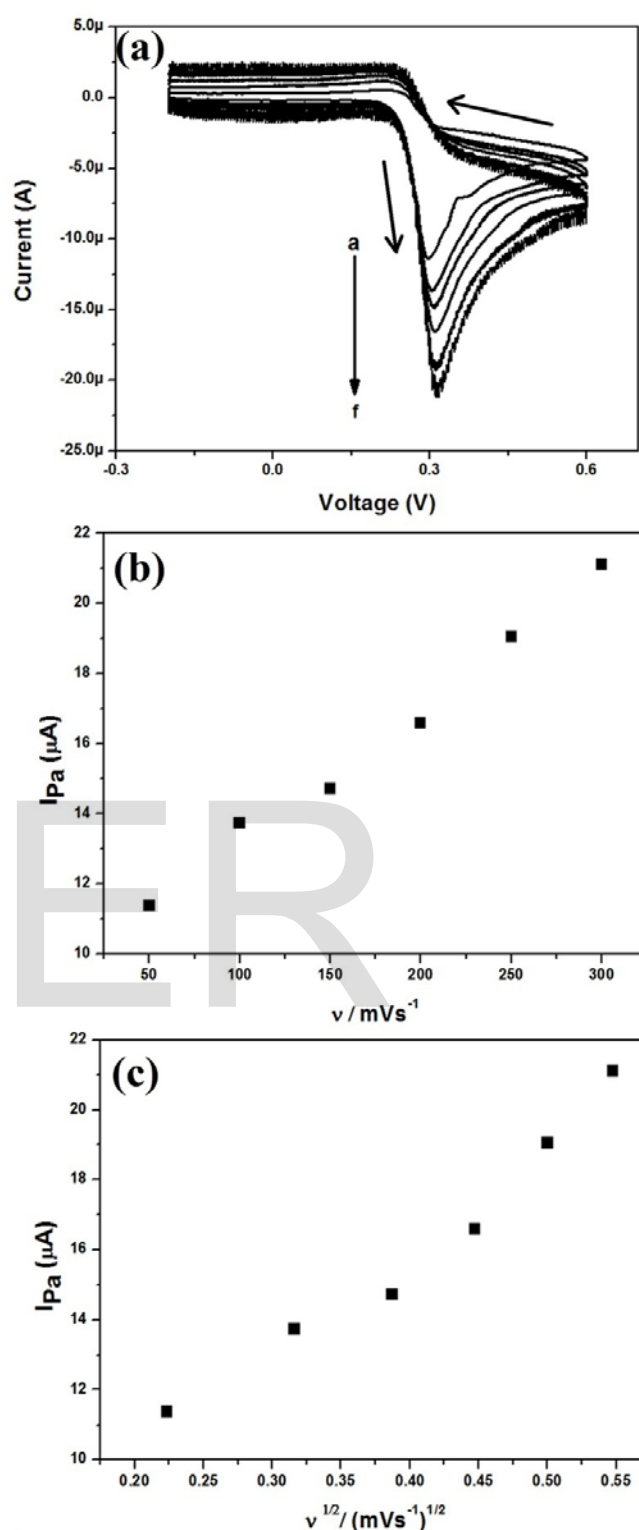 (a)
5.0µ
0.0
-5.0µ
-10.0µ
-15.0µ
-20.0µ
-25.0µ
Current (A)
a
f
-0.3 0.0 0.3 0.6
Voltage (V)
(b)
22
20
18
16
14
12
10
IPa (µA)
50 100 150 200 250 300
ν / mVs-1
ER
(c)
22
20
18
16
14
12
10
IPa (µA)
0.20 0.25 0.30 0.35 0.40 0.45 0.50 0.55
ν 1/2/ (mVs-1)1/2